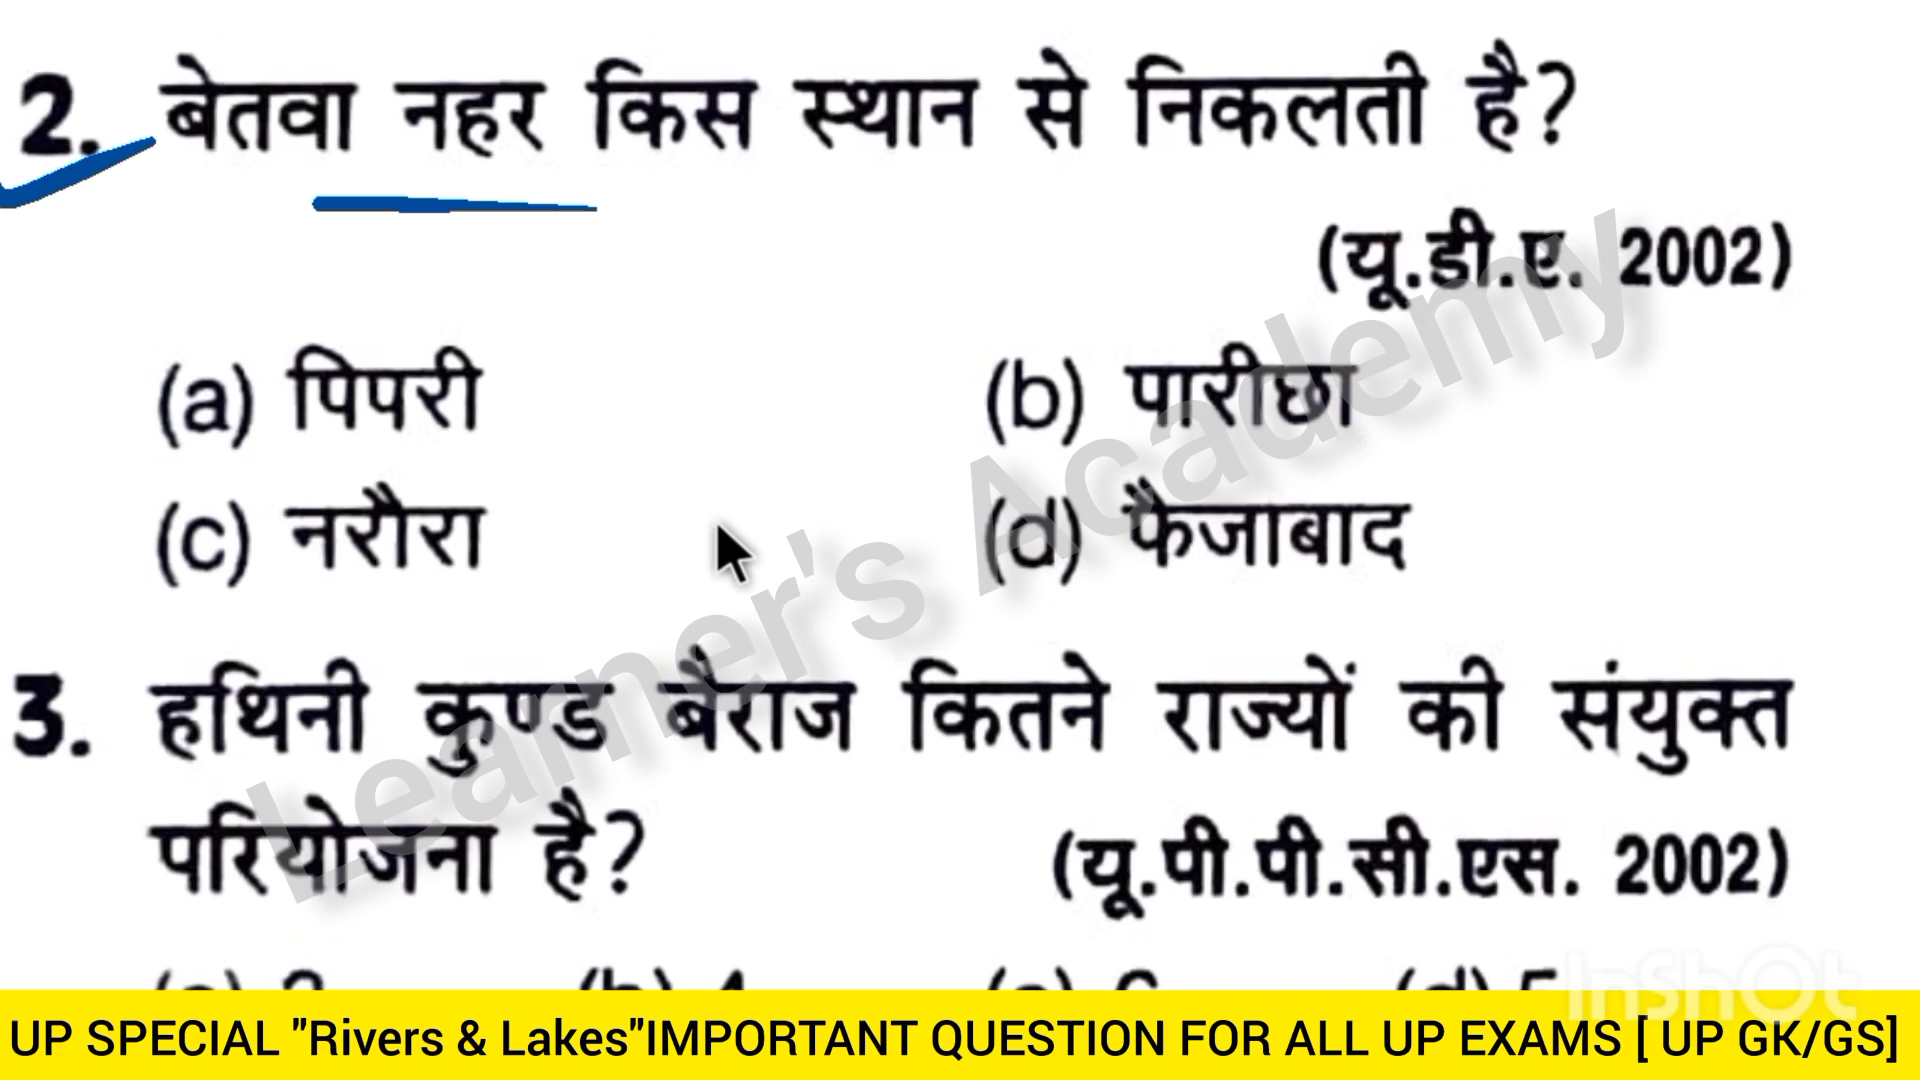 2. बेतवा नहर किस स्थान से निकलती है?
(यू.डी.ए. 2002)
(a) पिपरी (b) पारीछा
(c) नरौरा (d) फैजाबाद
3. हथिनी कुण्ड बैराज कितने राज्यों की संयुक्त
परियोजना है? (यू.पी.पी.सी.एस. 2002)
Learner's Academy
InShOt
UP SPECIAL "Rivers & Lakes"IMPORTANT QUESTION FOR ALL UP EXAMS [ UP GK/GS]